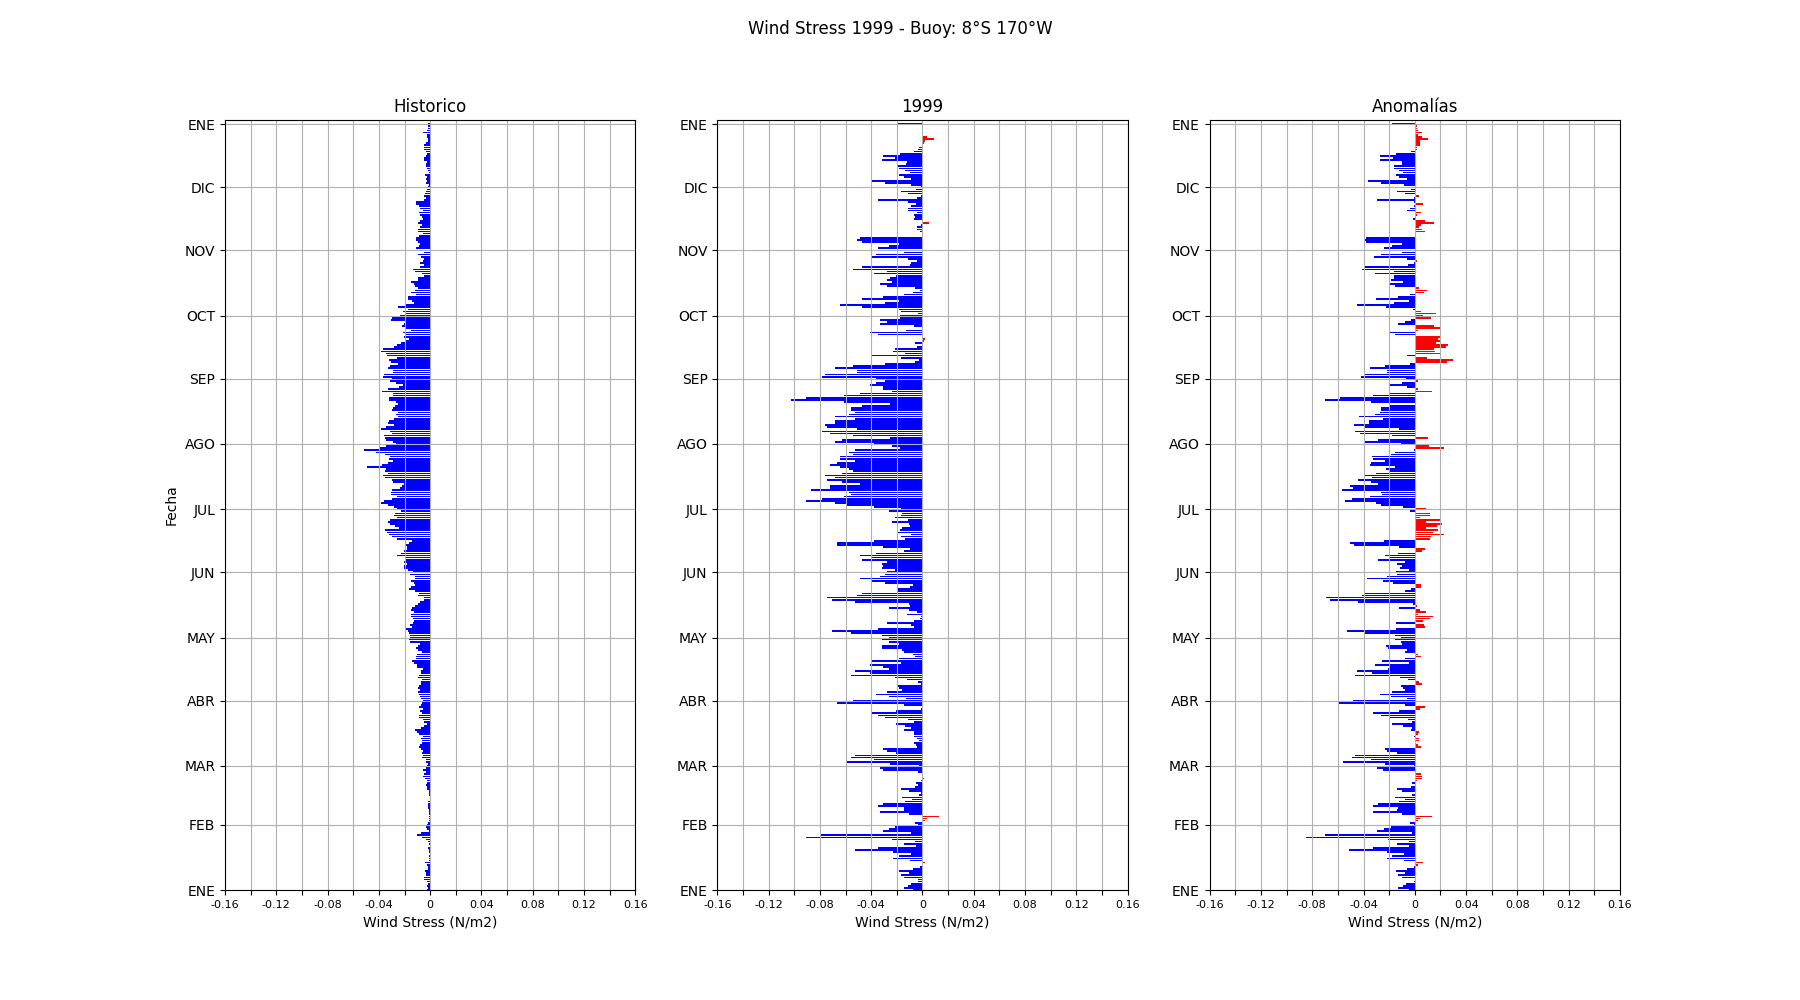 Wind Stress 1999 - Buoy: 8°S 170°W
Historico
ENE
DIC
NOV
OCT
SEP
AGO
JUL
JUN
MAY
ABR
MAR
FEB
ENE
Fecha
-0.16 -0.12 -0.08 -0.04 0 0.04 0.08 0.12 0.16
Wind Stress (N/m2)
1999
ENE
DIC
NOV
OCT
SEP
AGO
JUL
JUN
MAY
ABR
MAR
FEB
ENE
-0.16 -0.12 -0.08 -0.04 0 0.04 0.08 0.12 0.16
Wind Stress (N/m2)
Anomalías
ENE
DIC
NOV
OCT
SEP
AGO
JUL
JUN
MAY
ABR
MAR
FEB
ENE
-0.16 -0.12 -0.08 -0.04 0 0.04 0.08 0.12 0.16
Wind Stress (N/m2)